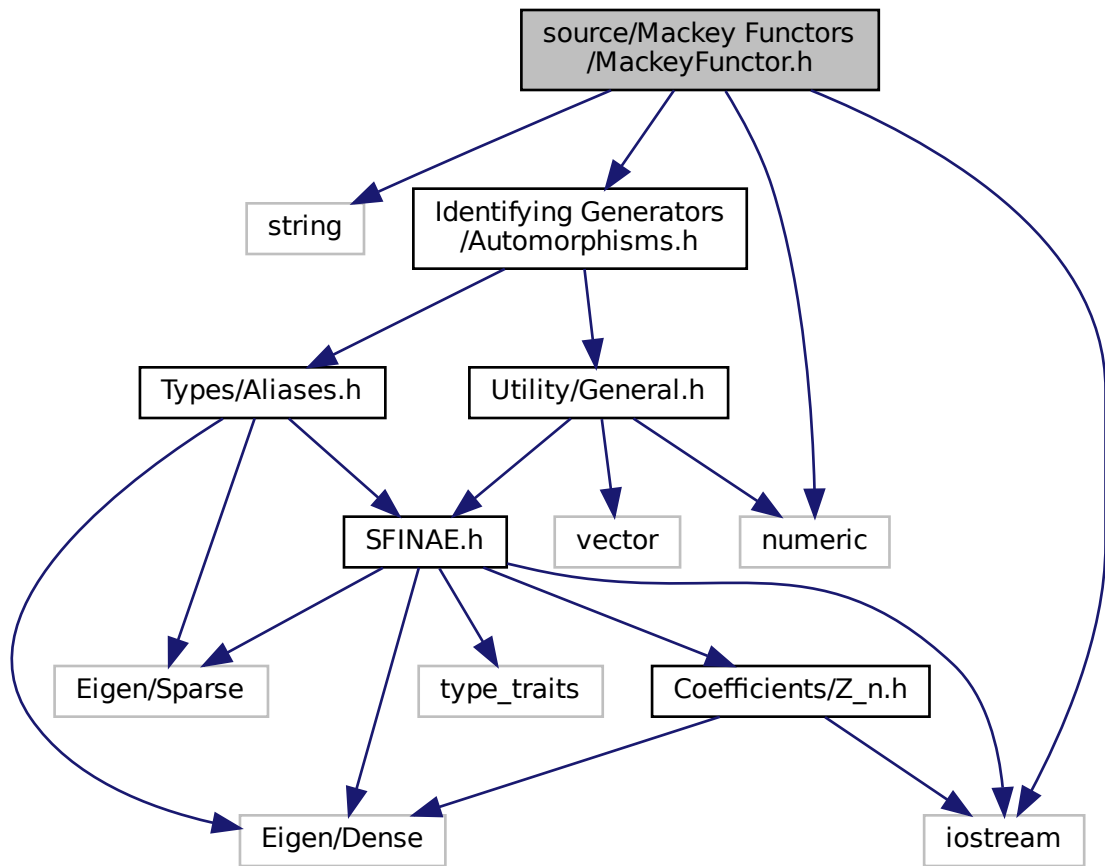 source/Mackey Functors
/MackeyFunctor.h
string
Identifying Generators
/Automorphisms.h
Types/Aliases.h
Utility/General.h
SFINAE.h
vector
numeric
Eigen/Sparse
type_traits
Coefficients/Z_n.h
Eigen/Dense
iostream